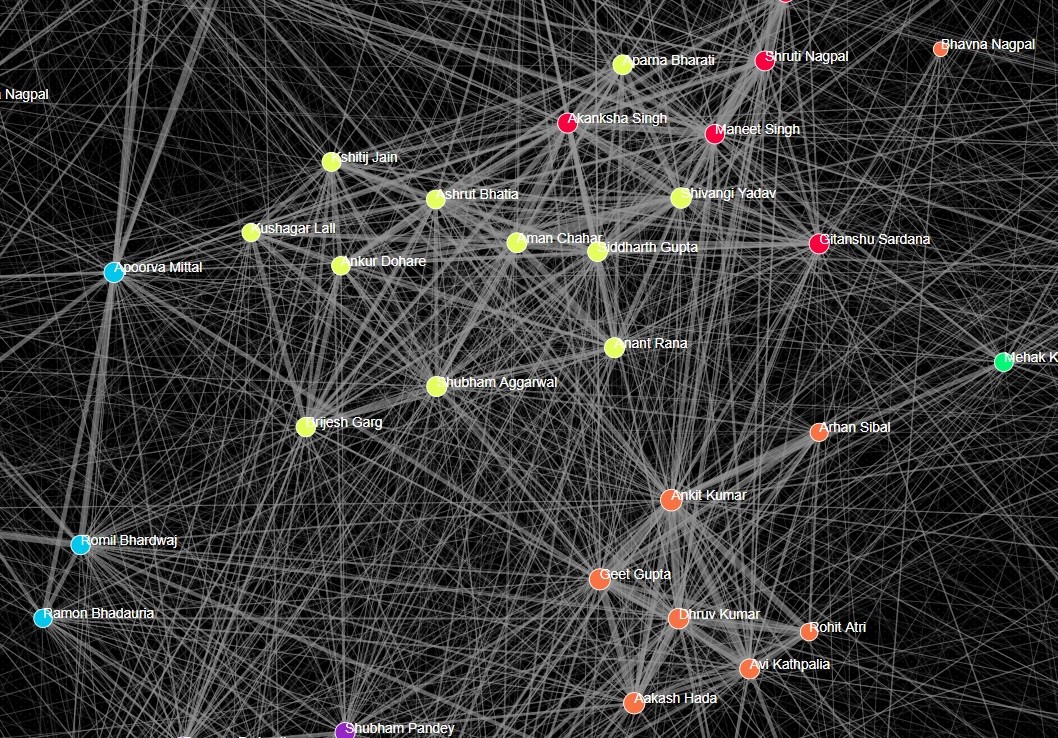 Bhavna Nagpal
Shruti Nagpal
Aparna Bharati
Nagpal
Akanksha Singh
Maneet Singh
Kshitij Jain
Ashrut Bhatia
Shivangi Yadav
Kushagar Lall
Aman Chahar
Gitanshu Sardana
Siddharth Gupta
Ankur Dohare
Apoorva Mittal
Anant Rana
Mehak K
Shubham Aggarwal
Brijesh Garg
Arhan Sibal
Ankit Kumar
Romil Bhardwaj
Geet Gupta
Ramon Bhadauria
Dhruv Kumar
Rohit Atri
Avi Kathpalia
Aakash Hada
Shubham Pandey